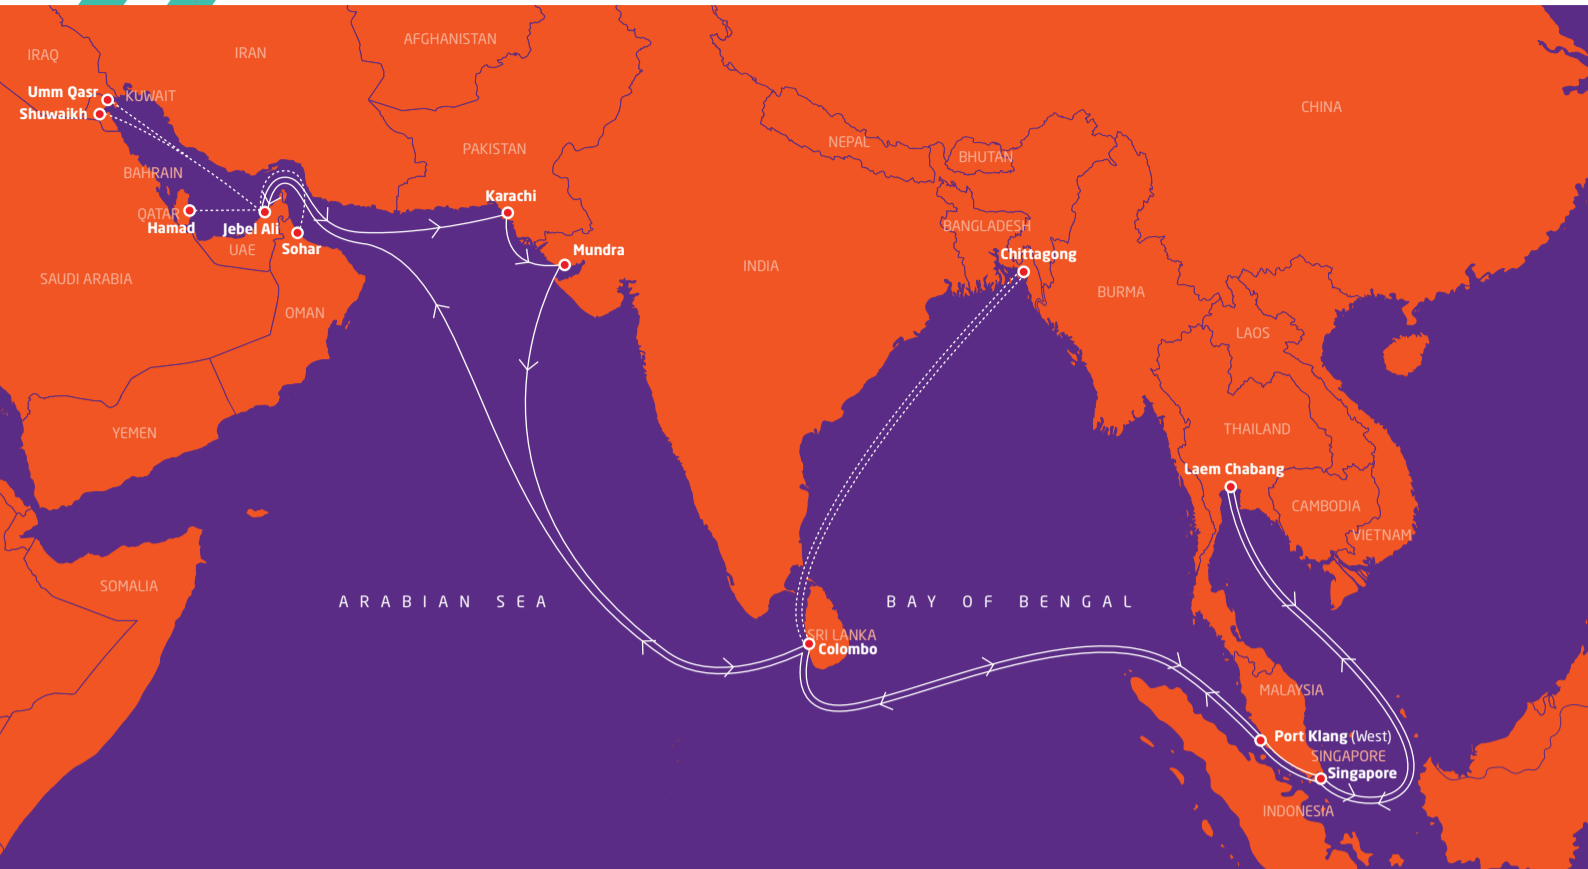 AFGHANISTAN
IRAN
IRAQ
Umm Qasr
KUWAIT
Shuwaikh
CHINA
NEPAL
PAKISTAN
BHUTAN
BAHRAIN
Karachi
QATAR
Hamad
Jebel Ali
BANGLADESH
Sohar
UAE
Mundra
Chittagong
INDIA
SAUDI ARABIA
BURMA
OMAN
LAOS
THAILAND
YEMEN
Laem Chabang
CAMBODIA
VIETNAM
SOMALIA
ARABIAN SEA
BAY OF BENGAL
SRI LANKA
Colombo
MALAYSIA
Port Klang (West)
SINGAPORE
Singapore
INDONESIA